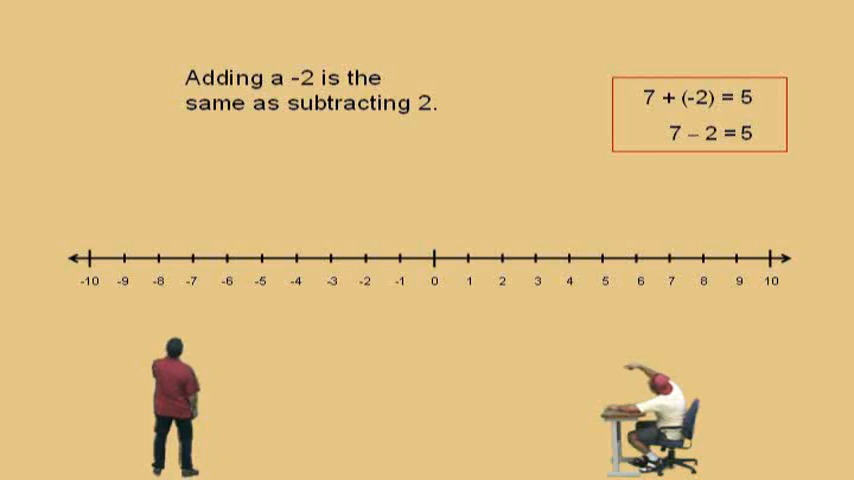 Adding a -2 is the
same as subtracting 2.
7 + (-2) = 5
7 – 2 = 5
-10 -9 -8 -7 -6 -5 -4 -3 -2 -1 0 1 2 3 4 5 6 7 8 9 10